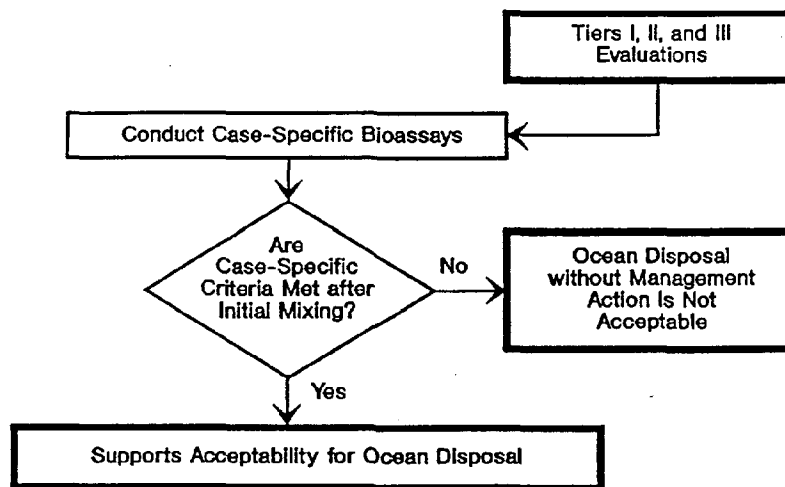 Tiers I, II, and III
Evaluations
Conduct Case-Specific Bioassays
Are
Case-Specific
Criteria Met after
Initial Mixing?
No
Ocean Disposal
without Management
Action Is Not
Acceptable
Yes
Supports Acceptability for Ocean Disposal